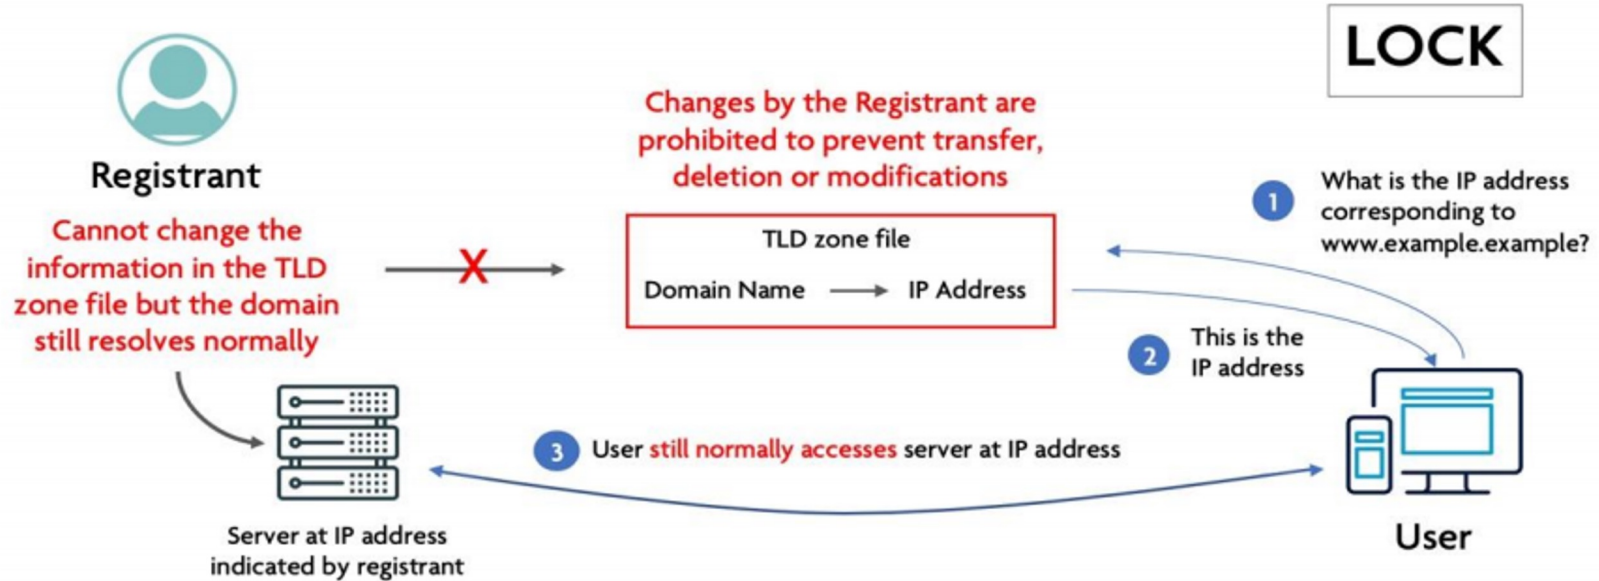 LOCK
Registrant
Cannot change the
information in the TLD
zone file but the domain
still resolves normally
Changes by the Registrant are
prohibited to prevent transfer,
deletion or modifications
X
TLD zone file
Domain Name
IP Address
1
What is the IP address
corresponding to
www.example.example?
2
This is the
IP address
3
User still normally accesses server at IP address
Server at IP address
indicated by registrant
User